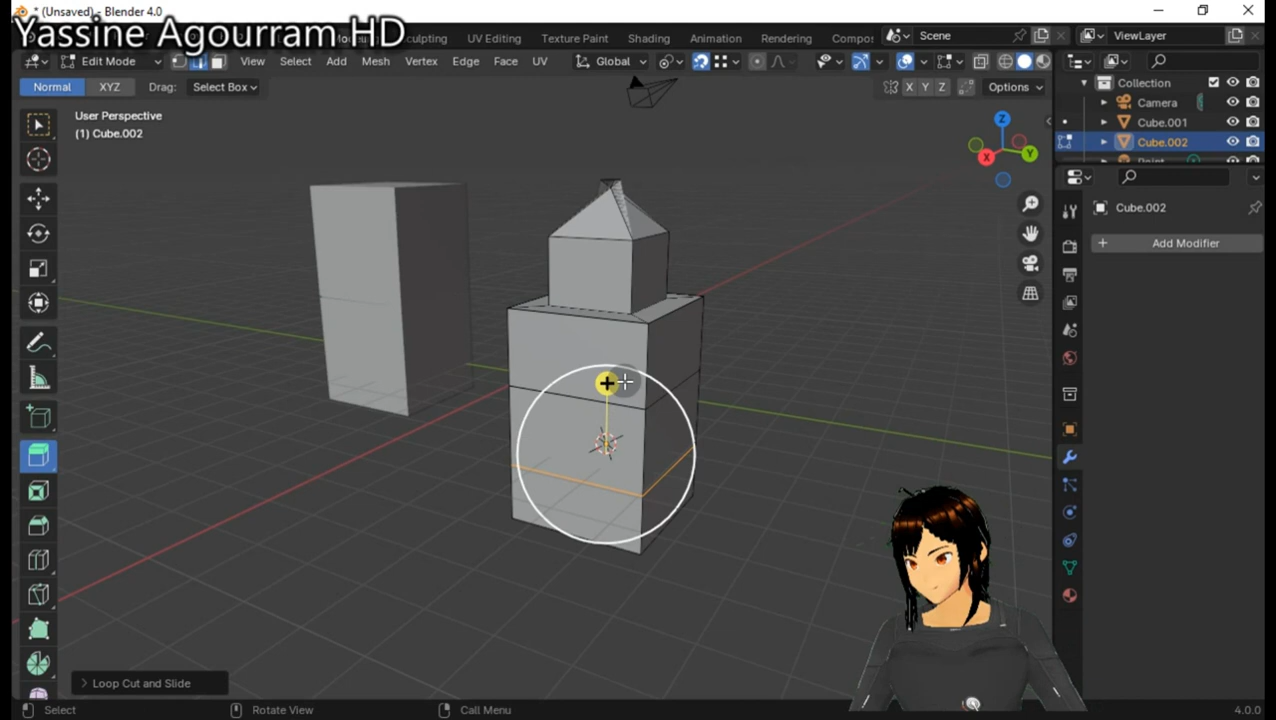 * (Unsaved) - Blender 4.0
Yassine Agourram HD
Sculpting UV Editing Texture Paint Shading Animation Rendering Compos Scene ViewLayer
Edit Mode View Select Add Mesh Vertex Edge Face UV Global
Normal XYZ Drag: Select Box X Y Z Options
Collection
Camera
Cube.001
Cube.002
Point
User Perspective
(1) Cube.002
Z
X
Y
Cube.002
Add Modifier
Loop Cut and Slide
Select Rotate View Call Menu 4.0.0